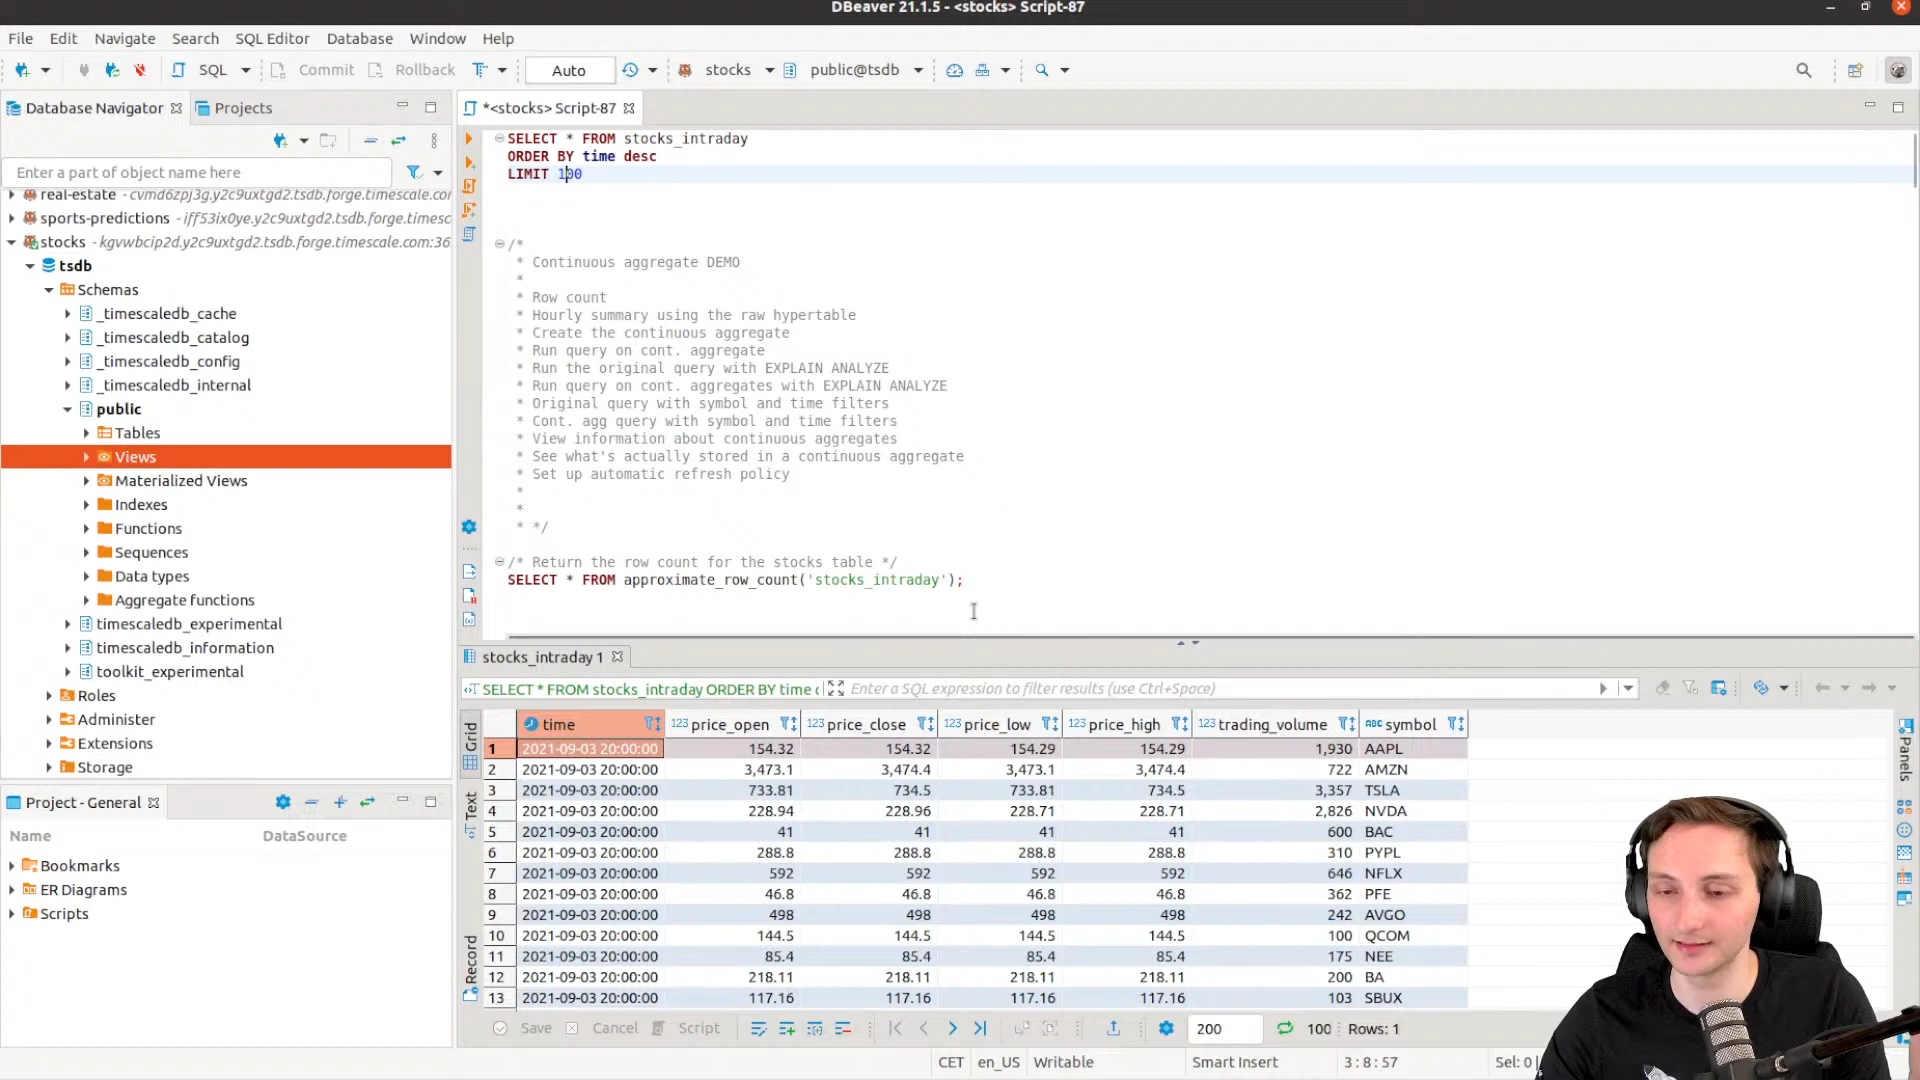 DBeaver 21.1.5 - <stocks> Script-87
File Edit Navigate Search SQL Editor Database Window Help
SQL Commit Rollback Auto stocks public@tsdb
Database Navigator Projects
Enter a part of object name here
real-estate - cvmd6zpj3g.y2c9uxtgd2.tsdb.forge.timescale.co
sports-predictions - iff53ix0ye.y2c9uxtgd2.tsdb.forge.timesc
stocks - kgvwbcip2d.y2c9uxtgd2.tsdb.forge.timescale.com:36
tsdb
Schemas
_timescaledb_cache
_timescaledb_catalog
_timescaledb_config
_timescaledb_internal
public
Tables
Views
Materialized Views
Indexes
Functions
Sequences
Data types
Aggregate functions
timescaledb_experimental
timescaledb_information
toolkit_experimental
Roles
Administer
Extensions
Storage
Project - General
Name DataSource
Bookmarks
ER Diagrams
Scripts
*<stocks> Script-87
SELECT * FROM stocks_intraday
ORDER BY time desc
LIMIT 100
/*
* Continuous aggregate DEMO
*
* Row count
* Hourly summary using the raw hypertable
* Create the continuous aggregate
* Run query on cont. aggregate
* Run the original query with EXPLAIN ANALYZE
* Run query on cont. aggregates with EXPLAIN ANALYZE
* Original query with symbol and time filters
* Cont. agg query with symbol and time filters
* View information about continuous aggregates
* See what's actually stored in a continuous aggregate
* Set up automatic refresh policy
*
*
* */
/* Return the row count for the stocks table */
SELECT * FROM approximate_row_count('stocks_intraday');
stocks_intraday 1
SELECT * FROM stocks_intraday ORDER BY time d Enter a SQL expression to filter results (use Ctrl+Space)
Grid
Text
Record
Panels
time 123 price_open 123 price_close 123 price_low 123 price_high 123 trading_volume ABC symbol
1 2021-09-03 20:00:00 154.32 154.32 154.29 154.29 1,930 AAPL
2 2021-09-03 20:00:00 3,473.1 3,474.4 3,473.1 3,474.4 722 AMZN
3 2021-09-03 20:00:00 733.81 734.5 733.81 734.5 3,357 TSLA
4 2021-09-03 20:00:00 228.94 228.96 228.71 228.71 2,826 NVDA
5 2021-09-03 20:00:00 41 41 41 41 600 BAC
6 2021-09-03 20:00:00 288.8 288.8 288.8 288.8 310 PYPL
7 2021-09-03 20:00:00 592 592 592 592 646 NFLX
8 2021-09-03 20:00:00 46.8 46.8 46.8 46.8 362 PFE
9 2021-09-03 20:00:00 498 498 498 498 242 AVGO
10 2021-09-03 20:00:00 144.5 144.5 144.5 144.5 100 QCOM
11 2021-09-03 20:00:00 85.4 85.4 85.4 85.4 175 NEE
12 2021-09-03 20:00:00 218.11 218.11 218.11 218.11 200 BA
13 2021-09-03 20:00:00 117.16 117.16 117.16 117.16 103 SBUX
Save Cancel Script 200 100 Rows: 1
CET en_US Writable Smart Insert 3:8:57 Sel: 0